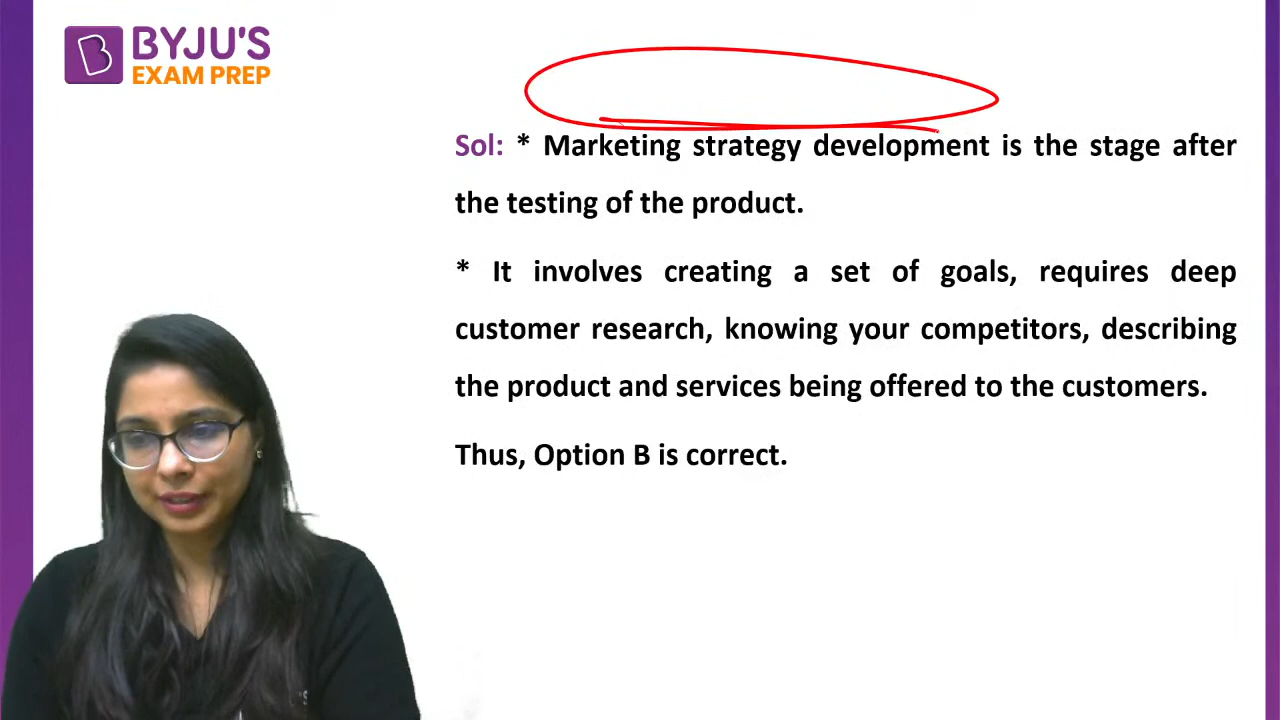 BYJU'S
EXAM PREP
Sol: * Marketing strategy development is the stage after
the testing of the product.
* It involves creating a set of goals, requires deep
customer research, knowing your competitors, describing
the product and services being offered to the customers.
Thus, Option B is correct.